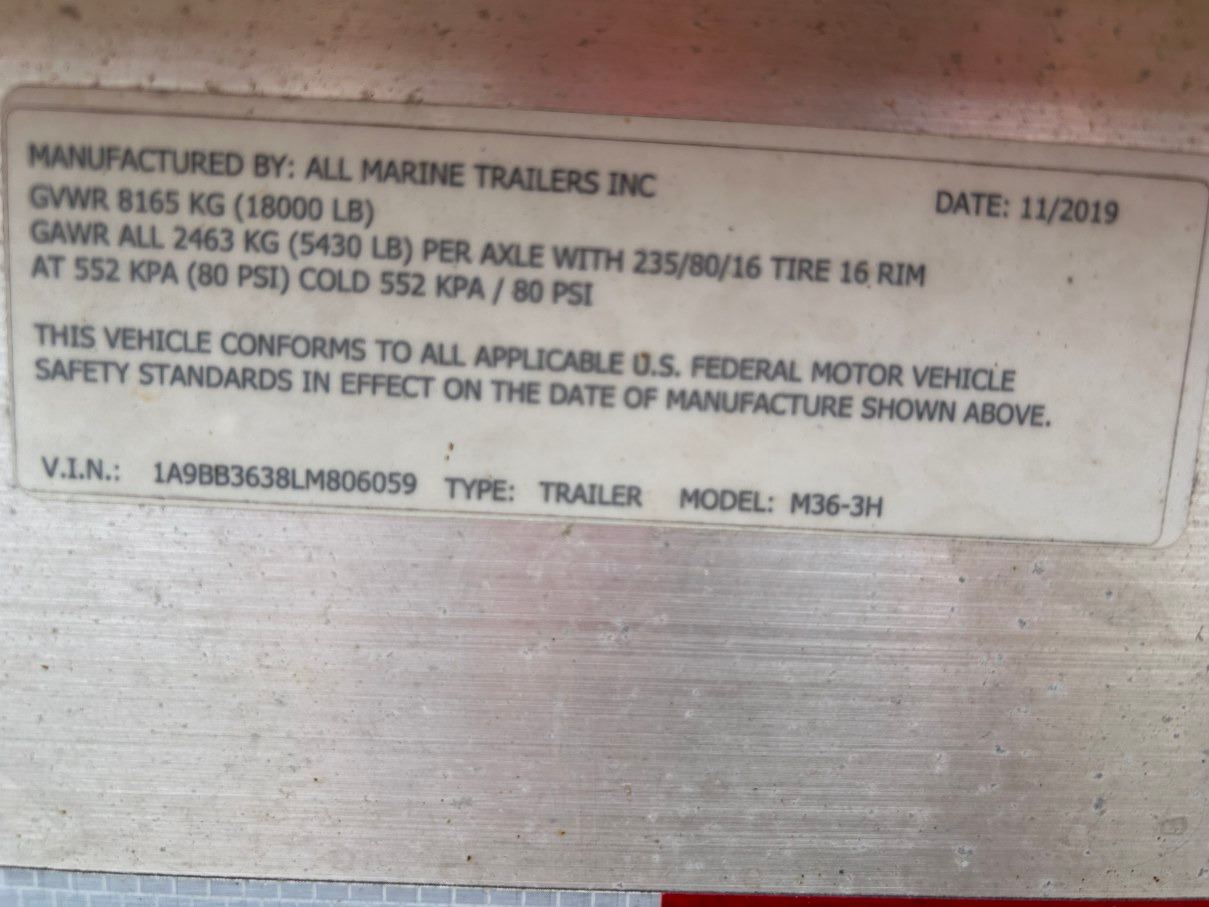 MANUFACTURED BY: ALL MARINE TRAILERS INC DATE: 11/2019
GVWR 8165 KG (18000 LB)
GAWR ALL 2463 KG (5430 LB) PER AXLE WITH 235/80/16 TIRE 16 RIM
AT 552 KPA (80 PSI) COLD 552 KPA / 80 PSI
THIS VEHICLE CONFORMS TO ALL APPLICABLE U.S. FEDERAL MOTOR VEHICLE
SAFETY STANDARDS IN EFFECT ON THE DATE OF MANUFACTURE SHOWN ABOVE.
V.I.N.: 1A9BB3638LM806059 TYPE: TRAILER MODEL: M36-3H